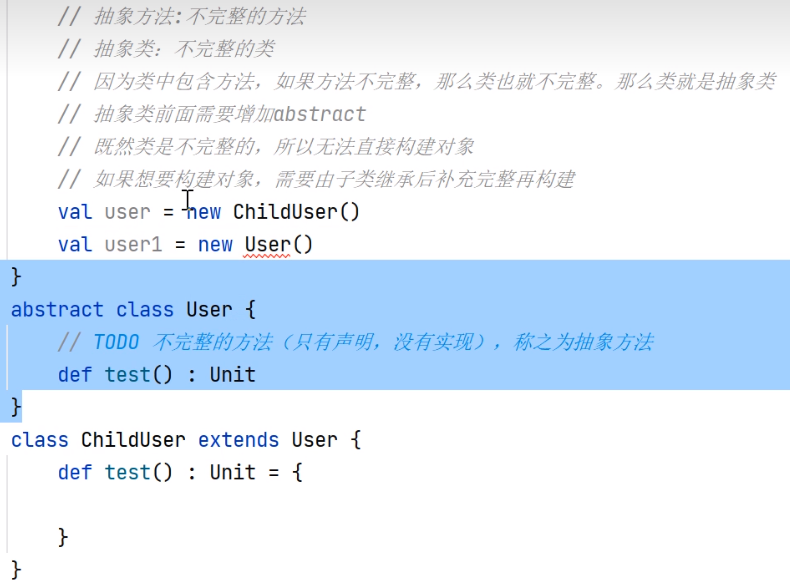 // 抽象方法:不完整的方法
// 抽象类：不完整的类
// 因为类中包含方法，如果方法不完整，那么类也就不完整。那么类就是抽象类
// 抽象类前面需要增加abstract
// 既然类是不完整的，所以无法直接构建对象
// 如果想要构建对象，需要由子类继承后补充完整再构建
val user = new ChildUser()
val user1 = new User()
}
abstract class User {
// TODO 不完整的方法（只有声明，没有实现），称之为抽象方法
def test() : Unit
}
class ChildUser extends User {
def test() : Unit = {
}
}